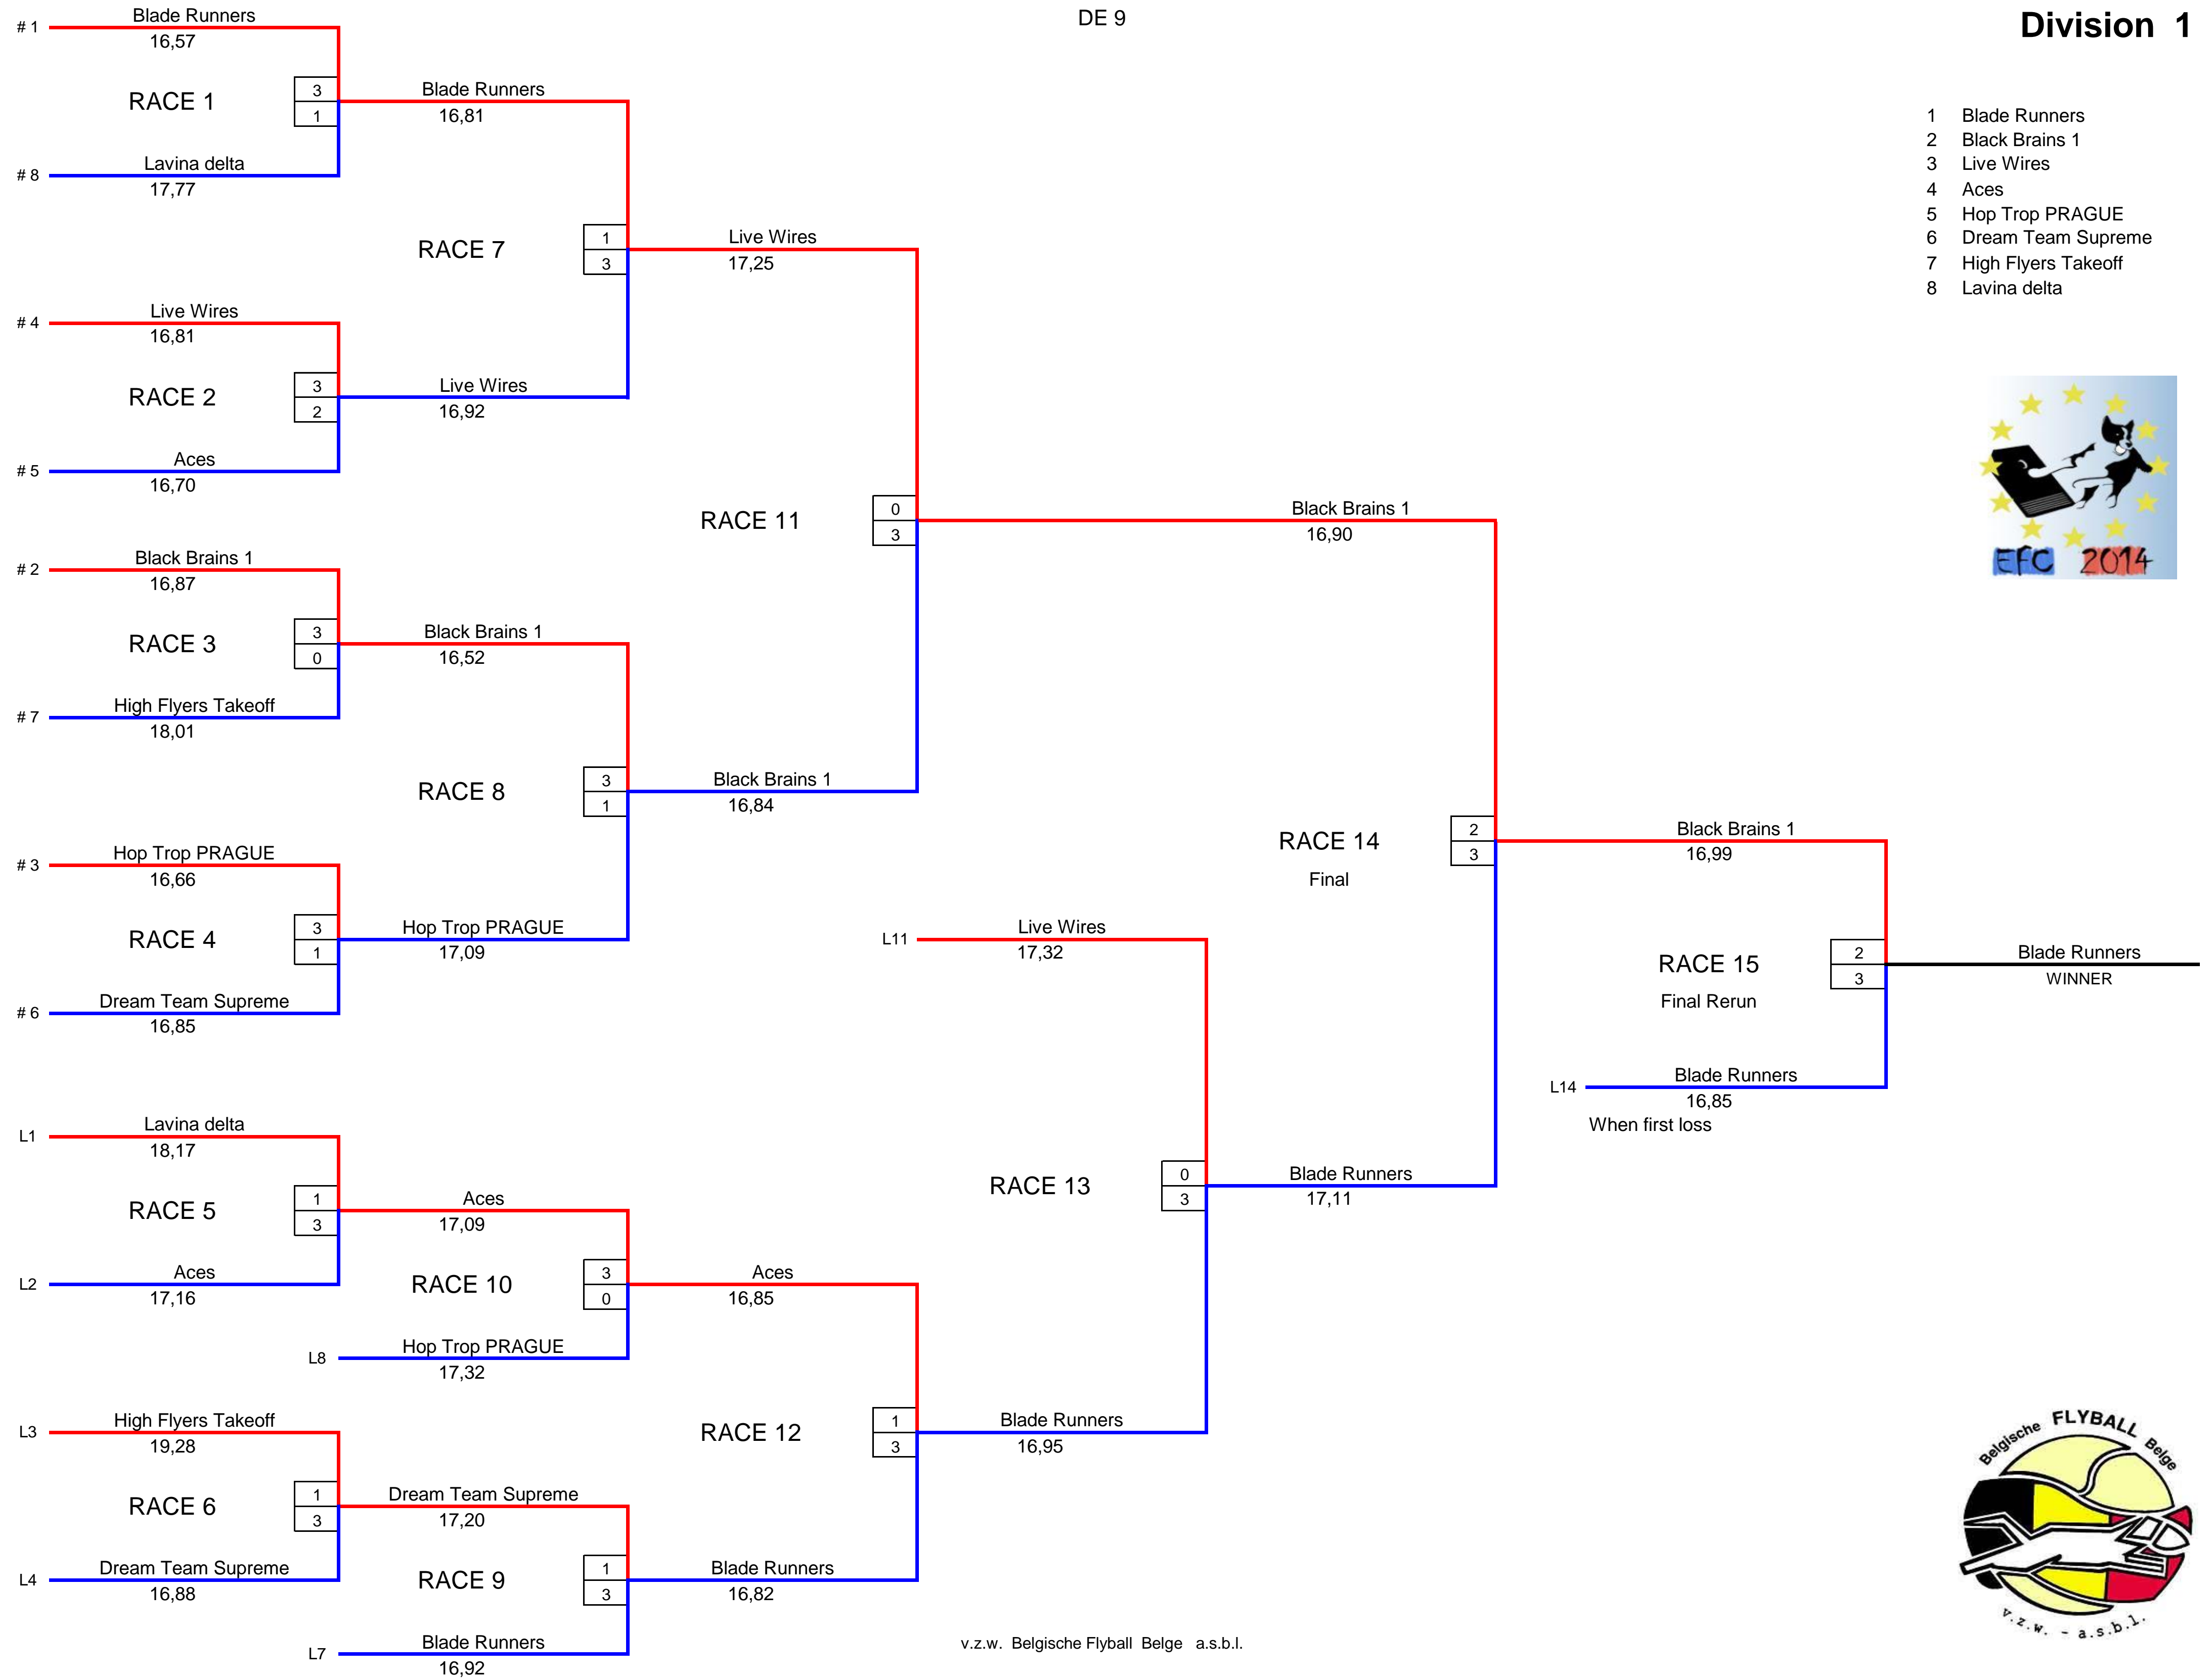 DE 9
Division 1
# 1
Blade Runners
16,57
RACE 1
3
1
Lavina delta
# 8
17,77
Blade Runners
16,81
RACE 7
1
3
Live Wires
17,25
1 Blade Runners
2 Black Brains 1
3 Live Wires
4 Aces
5 Hop Trop PRAGUE
6 Dream Team Supreme
7 High Flyers Takeoff
8 Lavina delta
Live Wires
# 4
16,81
RACE 2
3
2
Live Wires
16,92
Aces
# 5
16,70
RACE 11
0
3
Black Brains 1
16,90
EFC 2014
Black Brains 1
# 2
16,87
RACE 3
3
0
Black Brains 1
16,52
High Flyers Takeoff
# 7
18,01
RACE 8
3
1
Black Brains 1
16,84
Hop Trop PRAGUE
# 3
16,66
RACE 4
3
1
Hop Trop PRAGUE
17,09
Dream Team Supreme
# 6
16,85
RACE 14
Final
2
3
Black Brains 1
16,99
L11
Live Wires
17,32
RACE 15
Final Rerun
2
3
Blade Runners
WINNER
L14
Blade Runners
16,85
When first loss
Lavina delta
L1
18,17
RACE 5
1
3
Aces
17,09
Aces
L2
17,16
RACE 10
3
0
Aces
16,85
L8
Hop Trop PRAGUE
17,32
RACE 13
0
3
Blade Runners
17,11
High Flyers Takeoff
L3
19,28
RACE 6
1
3
Dream Team Supreme
17,20
Dream Team Supreme
L4
16,88
RACE 9
1
3
Blade Runners
16,82
L7
Blade Runners
16,92
RACE 12
1
3
Blade Runners
16,95
Belgische FLYBALL Belge
v.z.w. - a.s.b.l.
v.z.w. Belgische Flyball Belge a.s.b.l.